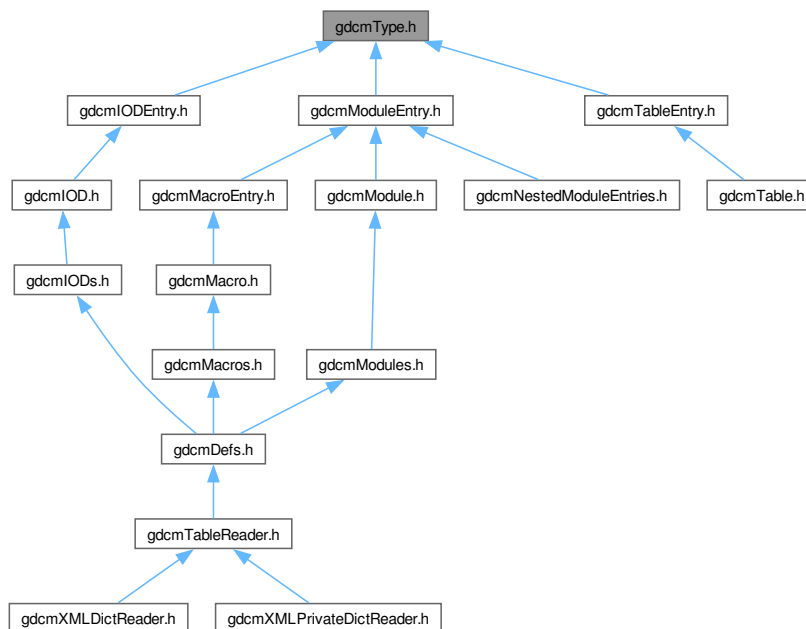 gdcmType.h
gdcmIODEntry.h
gdcmModuleEntry.h
gdcmTableEntry.h
gdcmIOD.h
gdcmMacroEntry.h
gdcmModule.h
gdcmNestedModuleEntries.h
gdcmTable.h
gdcmIODs.h
gdcmMacro.h
gdcmMacros.h
gdcmModules.h
gdcmDefs.h
gdcmTableReader.h
gdcmXMLDictReader.h
gdcmXMLPrivateDictReader.h